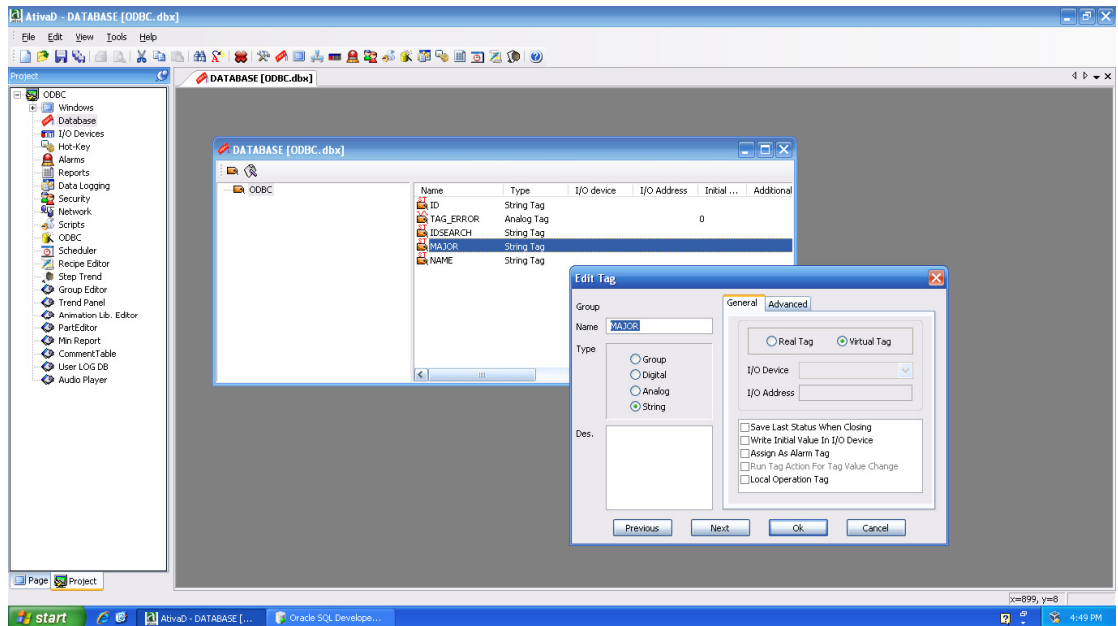 AtivaD - DATABASE [ODBC.dbx]
File Edit View Tools Help
Project
DATABASE [ODBC.dbx]
ODBC
Windows
Database
I/O Devices
Hot-Key
Alarms
Reports
Data Logging
Security
Network
Scripts
ODBC
Scheduler
Recipe Editor
Step Trend
Group Editor
Trend Panel
Animation Lib. Editor
PartEditor
Min Report
CommentTable
User LOG DB
Audio Player
DATABASE [ODBC.dbx]
ODBC
Name Type I/O device I/O Address Initial ... Additional
ID String Tag
TAG_ERROR Analog Tag 0
IDSEARCH String Tag
MAJOR String Tag
NAME String Tag
Edit Tag
Group
Name MAJOR
Type
Group
Digital
Analog
String
Des.
General Advanced
Real Tag Virtual Tag
I/O Device
I/O Address
Save Last Status When Closing
Write Initial Value In I/O Device
Assign As Alarm Tag
Run Tag Action For Tag Value Change
Local Operation Tag
Previous Next Ok Cancel
Page Project
x=899, y=8
start AtivaD - DATABASE [... Oracle SQL Develope... 4:49 PM